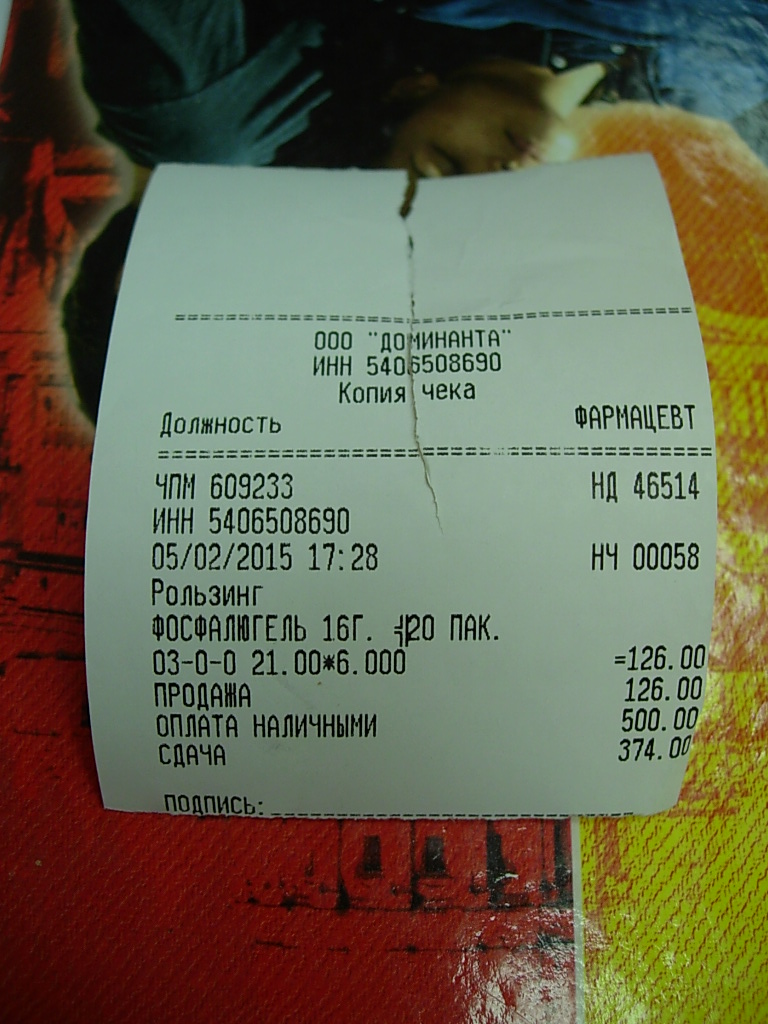 ООО "ДОМИНАНТА"
ИНН 5406508690
Копия чека
Должность ФАРМАЦЕВТ
ЧПМ 609233 НД 46514
ИНН 5406508690
05/02/2015 17:28 НЧ 00058
Рользинг
ФОСФАЛЮГЕЛЬ 16Г. #20 ПАК.
03-0-0 21.00*6.000 =126.00
ПРОДАЖА 126.00
ОПЛАТА НАЛИЧНЫМИ 500.00
СДАЧА 374.00
ПОДПИСЬ: